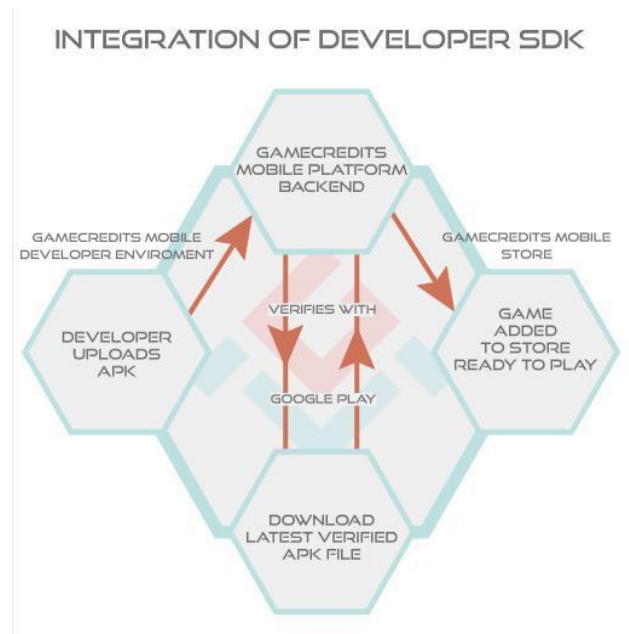 INTEGRATION OF DEVELOPER SDK
GAMECREDITS
MOBILE PLATFORM
BACKEND
GAMECREDITS MOBILE
DEVELOPER ENVIROMENT
GAMECREDITS MOBILE
STORE
DEVELOPER
UPLOADS
APK
VERIFIES WITH
GOOGLE PLAY
GAME
ADDED
TO STORE
READY TO PLAY
DOWNLOAD
LATEST VERIFIED
APK FILE